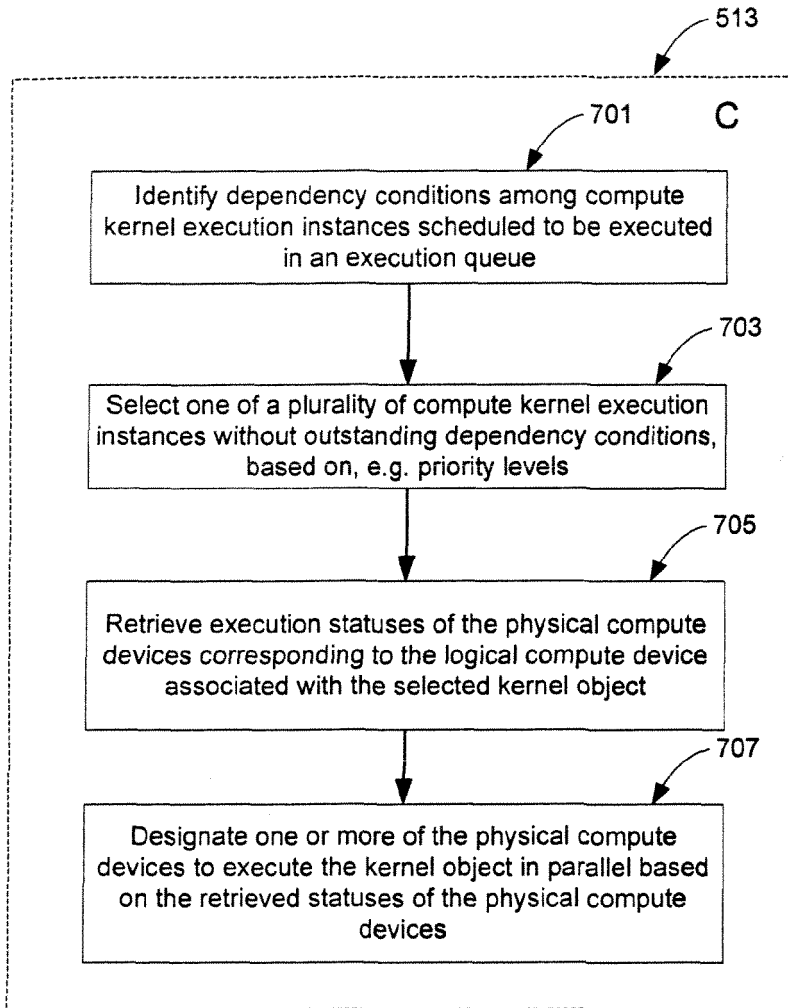 513
701
C
Identify dependency conditions among compute
kernel execution instances scheduled to be executed
in an execution queue
703
Select one of a plurality of compute kernel execution
instances without outstanding dependency conditions,
based on, e.g. priority levels
705
Retrieve execution statuses of the physical compute
devices corresponding to the logical compute device
associated with the selected kernel object
707
Designate one or more of the physical compute
devices to execute the kernel object in parallel based
on the retrieved statuses of the physical compute
devices